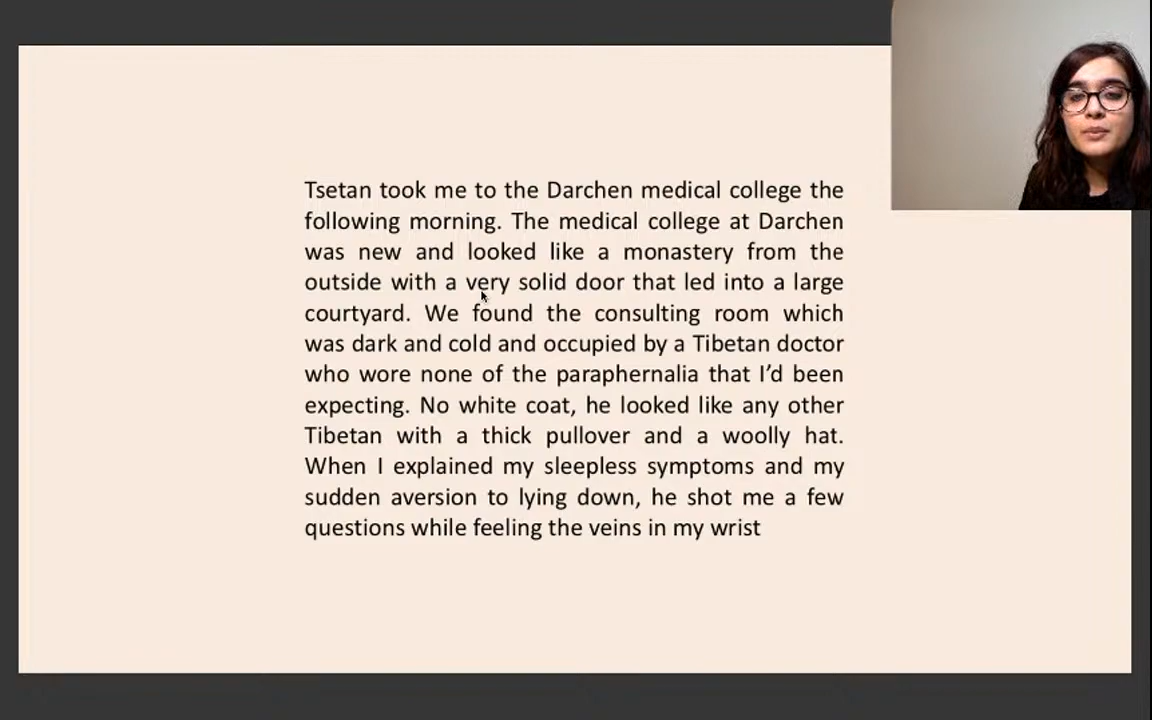 Tsetan took me to the Darchen medical college the
following morning. The medical college at Darchen
was new and looked like a monastery from the
outside with a very solid door that led into a large
courtyard. We found the consulting room which
was dark and cold and occupied by a Tibetan doctor
who wore none of the paraphernalia that I’d been
expecting. No white coat, he looked like any other
Tibetan with a thick pullover and a woolly hat.
When I explained my sleepless symptoms and my
sudden aversion to lying down, he shot me a few
questions while feeling the veins in my wrist